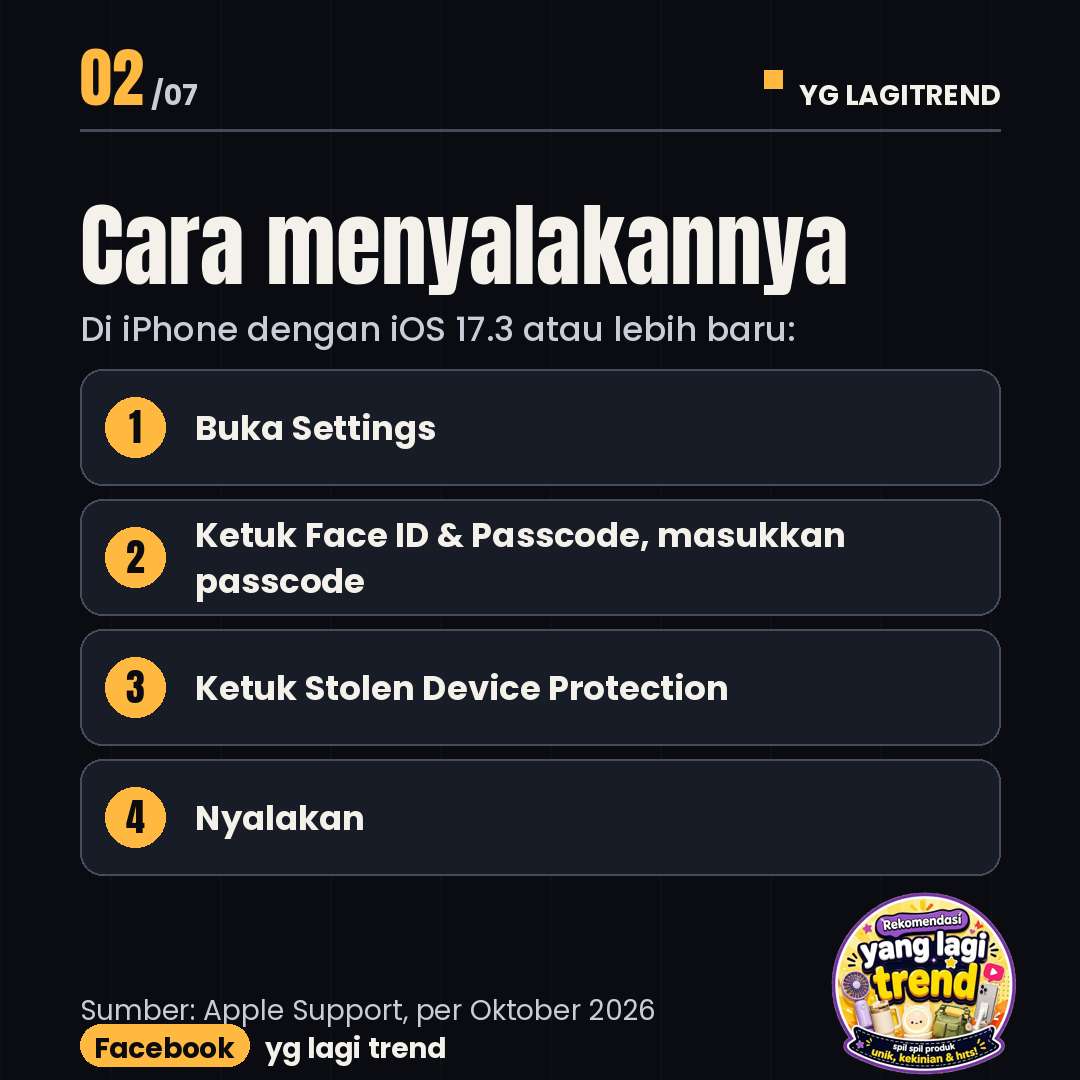 02 /07
YG LAGITREND
Cara menyalakannya
Di iPhone dengan iOS 17.3 atau lebih baru:
1 Buka Settings
2 Ketuk Face ID & Passcode, masukkan
passcode
3 Ketuk Stolen Device Protection
4 Nyalakan
Sumber: Apple Support, per Oktober 2026
Facebook yg lagi trend
Rekomendasi
yang lagi
trend
spil spil produk
unik, kekinian & hits!